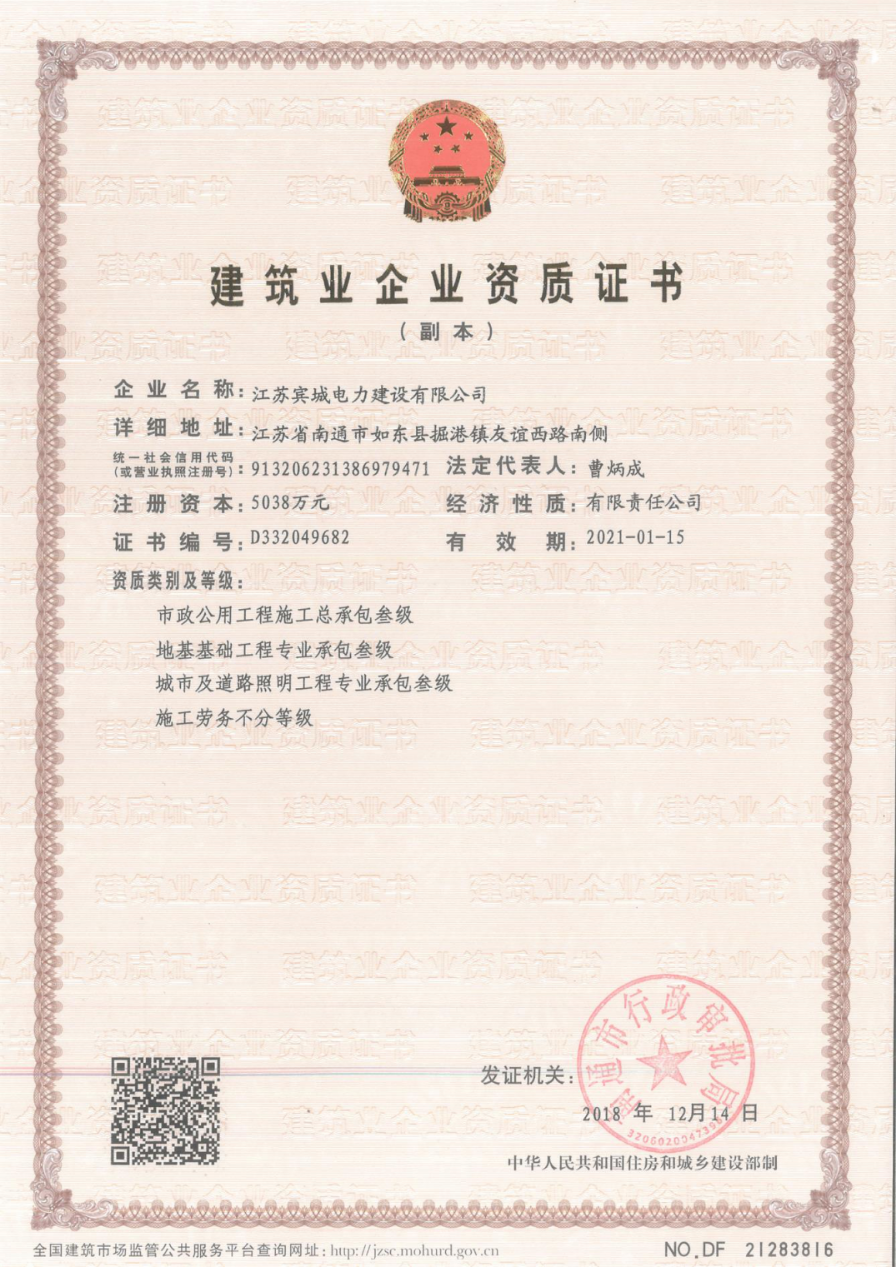 建筑业企业资质证书
（副本）
企业名称：江苏宾城电力建设有限公司
详细地址：江苏省南通市如东县掘港镇友谊西路南侧
统一社会信用代码
（或营业执照注册号）：913206231386979471 法定代表人：曹炳成
注册资本：5038万元 经济性质：有限责任公司
证书编号：D332049682 有效期：2021-01-15
资质类别及等级：
市政公用工程施工总承包叁级
地基基础工程专业承包叁级
城市及道路照明工程专业承包叁级
施工劳务不分等级
南通市行政审批局
发证机关：
2018 年 12月14 日
中华人民共和国住房和城乡建设部制
全国建筑市场监管公共服务平台查询网址：http://jzsc.mohurd.gov.cn
NO.DF 21283816